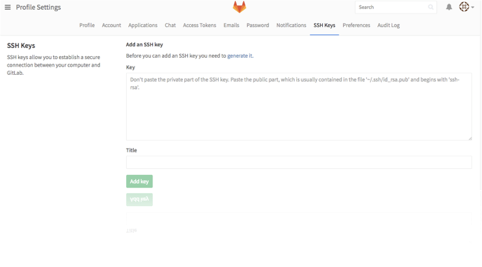 Profile Settings
Search
Profile Account Applications Chat Access Tokens Emails Password Notifications SSH Keys Preferences Audit Log
SSH Keys
SSH keys allow you to establish a secure
connection between your computer and
GitLab.
Add an SSH key
Before you can add an SSH key you need to generate it.
Key
Don't paste the private part of the SSH key. Paste the public part, which is usually contained in the file '~/.ssh/id_rsa.pub' and begins with 'ssh-
rsa'.
Title
Add key